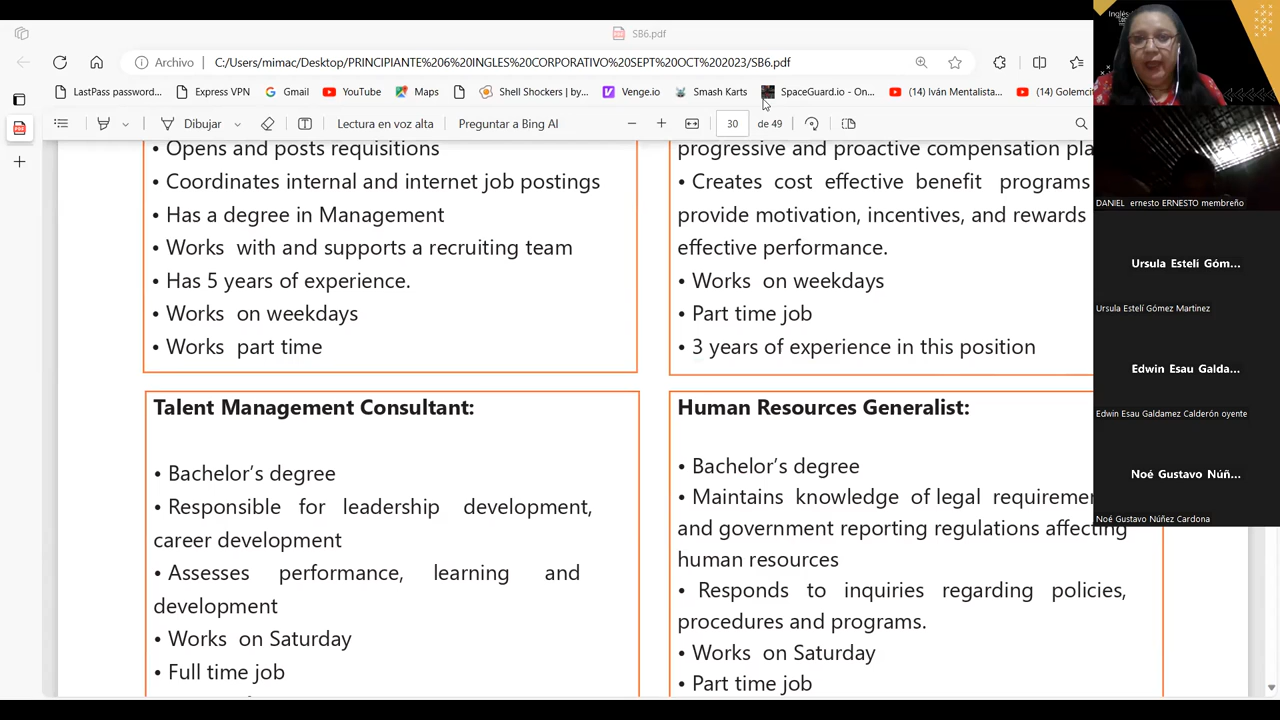 SB6.pdf
Archivo C:/Users/mimac/Desktop/PRINCIPIANTE%206%20INGLES%20CORPORATIVO%20SEPT%20OCT%202023/SB6.pdf
LastPass password... Express VPN Gmail YouTube Maps Shell Shockers | by... Venge.io Smash Karts SpaceGuard.io - On... (14) Iván Mentalista... (14) Golemcit
Dibujar Lectura en voz alta Preguntar a Bing AI 30 de 49
• Opens and posts requisitions
• Coordinates internal and internet job postings
• Has a degree in Management
• Works with and supports a recruiting team
• Has 5 years of experience.
• Works on weekdays
• Works part time
progressive and proactive compensation pla
• Creates cost effective benefit programs
provide motivation, incentives, and rewards
effective performance.
• Works on weekdays
• Part time job
• 3 years of experience in this position
Talent Management Consultant:
• Bachelor's degree
• Responsible for leadership development,
career development
• Assesses performance, learning and
development
• Works on Saturday
• Full time job
Human Resources Generalist:
• Bachelor's degree
• Maintains knowledge of legal requiremen
and government reporting regulations affecting
human resources
• Responds to inquiries regarding policies,
procedures and programs.
• Works on Saturday
• Part time job
Inglés
DANIEL ernesto ERNESTO membreño
Ursula Estelí Góm...
Ursula Estelí Gómez Martinez
Edwin Esau Galda...
Edwin Esau Galdamez Calderón oyente
Noé Gustavo Núñ...
Noé Gustavo Núñez Cardona